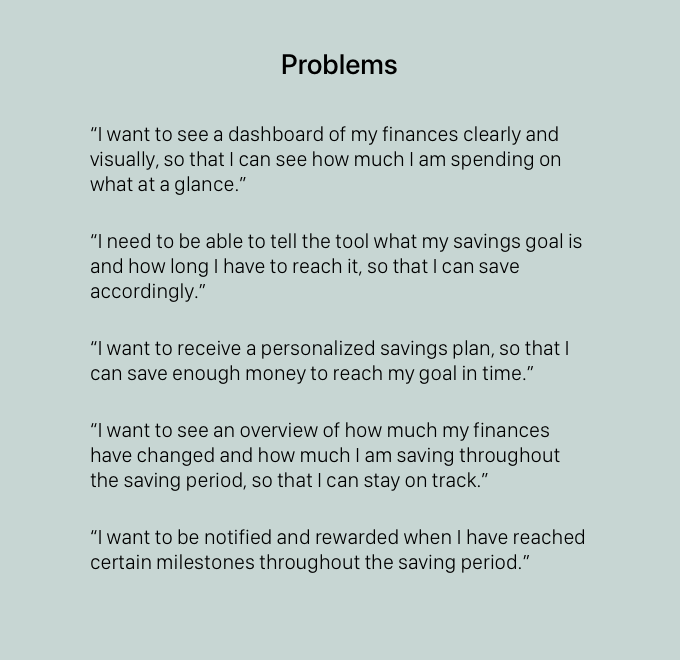 Problems
“I want to see a dashboard of my finances clearly and
visually, so that I can see how much I am spending on
what at a glance.”
“I need to be able to tell the tool what my savings goal is
and how long I have to reach it, so that I can save
accordingly.”
“I want to receive a personalized savings plan, so that I
can save enough money to reach my goal in time.”
“I want to see an overview of how much my finances
have changed and how much I am saving throughout
the saving period, so that I can stay on track.”
“I want to be notified and rewarded when I have reached
certain milestones throughout the saving period.”